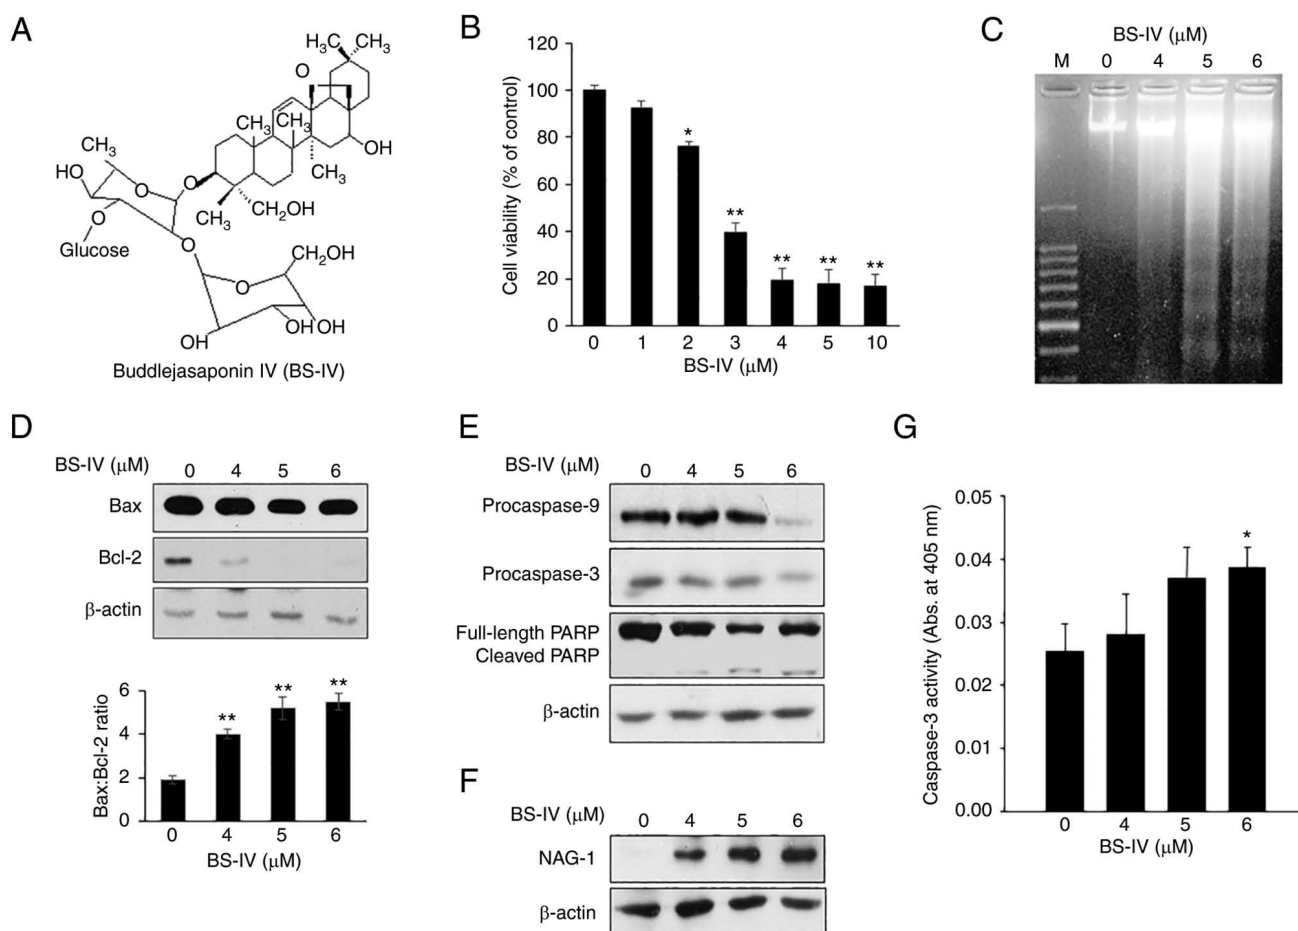 A
H₃C CH₃
O
CH₃
CH₃
OH
CH₃
CH₃
HO
O
O
CH₃
CH₂OH
O
Glucose
O
CH₂OH
O
OH
OH
OH
Buddlejasaponin IV (BS-IV)
B
Cell viability (% of control)
120
100
80
60
40
20
0
*
**
**
**
**
0 1 2 3 4 5 10
BS-IV (μM)
C
BS-IV (μM)
M 0 4 5 6
D
BS-IV (μM) 0 4 5 6
Bax
Bcl-2
β-actin
Bax:Bcl-2 ratio
6
4
2
0
**
**
**
0 4 5 6
BS-IV (μM)
E
BS-IV (μM) 0 4 5 6
Procaspase-9
Procaspase-3
Full-length PARP
Cleaved PARP
β-actin
F
BS-IV (μM) 0 4 5 6
NAG-1
β-actin
G
Caspase-3 activity (Abs. at 405 nm)
0.05
0.04
0.03
0.02
0.01
0.00
*
0 4 5 6
BS-IV (μM)